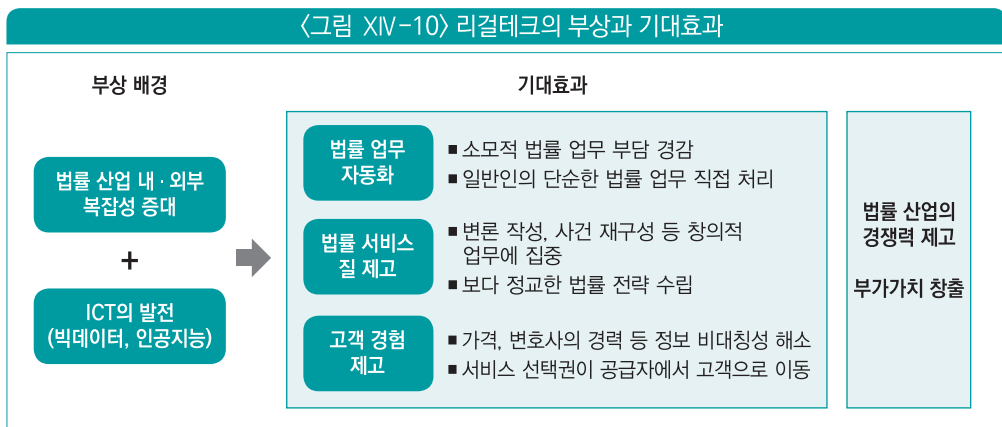 〈그림 XIV-10〉 리걸테크의 부상과 기대효과
부상 배경
법률 산업 내·외부
복잡성 증대
+
ICT의 발전
(빅데이터, 인공지능)
기대효과
법률 업무
자동화
■ 소모적 법률 업무 부담 경감
■ 일반인의 단순한 법률 업무 직접 처리
법률 서비스
질 제고
■ 변론 작성, 사건 재구성 등 창의적
업무에 집중
■ 보다 정교한 법률 전략 수립
고객 경험
제고
■ 가격, 변호사의 경력 등 정보 비대칭성 해소
■ 서비스 선택권이 공급자에서 고객으로 이동
법률 산업의
경쟁력 제고
부가가치 창출